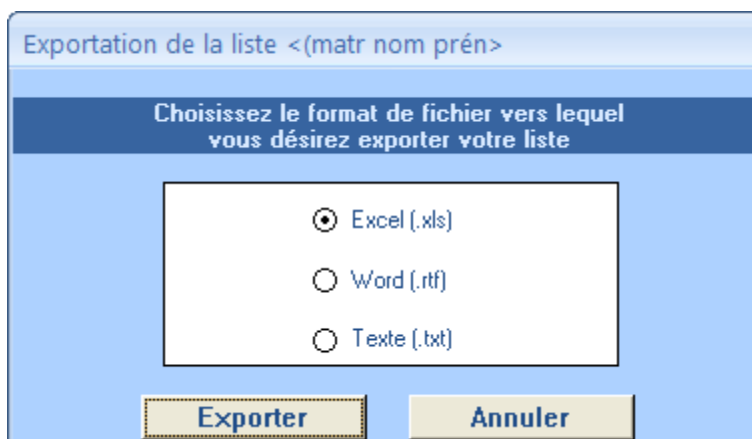 Exportation de la liste <(matr nom prén>
Choisissez le format de fichier vers lequel
vous désirez exporter votre liste
Excel (.xls)
Word (.rtf)
Texte (.txt)
Exporter Annuler